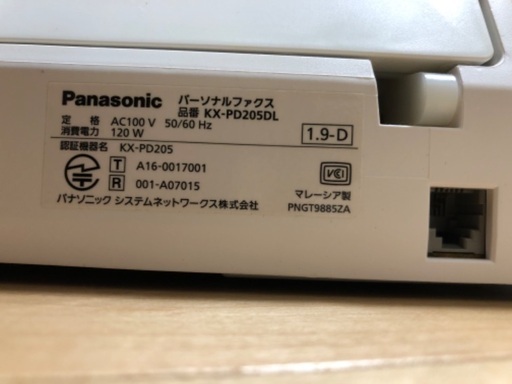 Panasonic パーソナルファクス
品番 KX-PD205DL
定 格 AC100 V 50/60 Hz
消費電力 120 W
1.9-D
認証機器名 KX-PD205
T A16-0017001
R 001-A07015
VCI
マレーシア製
パナソニック システムネットワークス株式会社
PNGT9885ZA